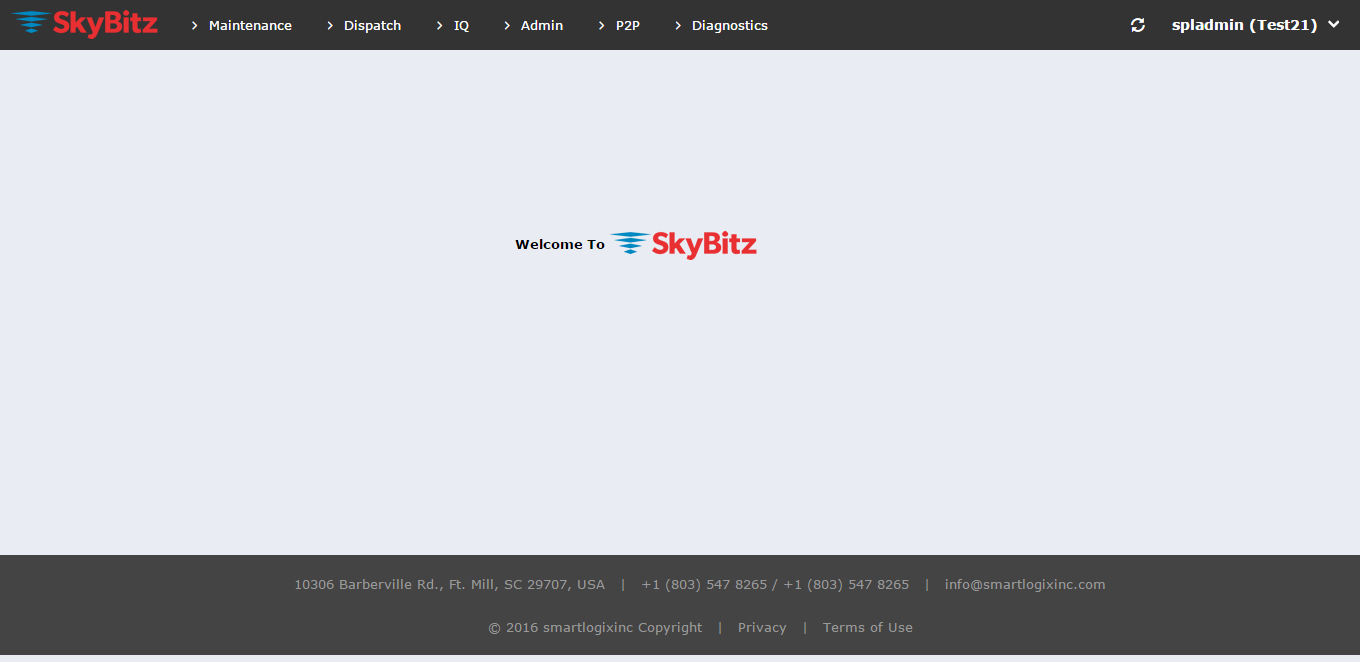 SkyBitz Maintenance Dispatch IQ Admin P2P Diagnostics spladmin (Test21)
Welcome To SkyBitz
10306 Barberville Rd., Ft. Mill, SC 29707, USA | +1 (803) 547 8265 / +1 (803) 547 8265 | info@smartlogixinc.com
© 2016 smartlogixinc Copyright | Privacy | Terms of Use